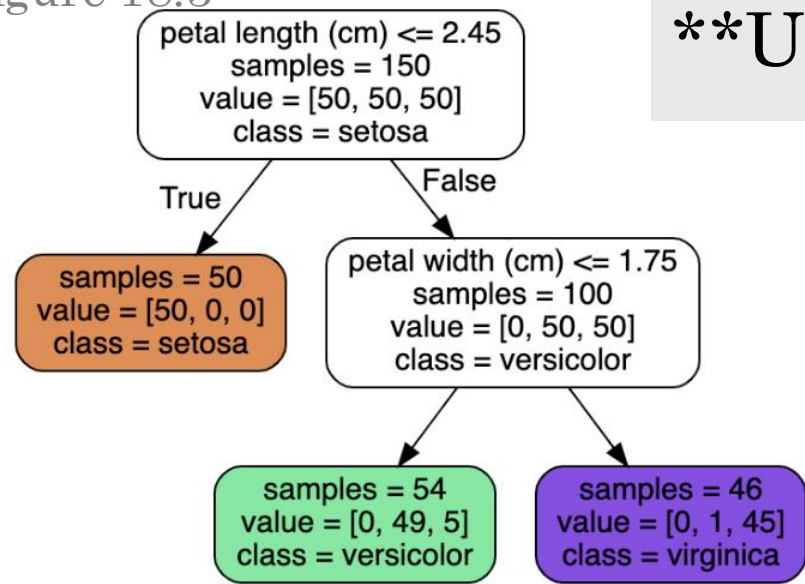 petal length (cm) <= 2.45
samples = 150
value = [50, 50, 50]
class = setosa
**U
True
False
samples = 50
value = [50, 0, 0]
class = setosa
petal width (cm) <= 1.75
samples = 100
value = [0, 50, 50]
class = versicolor
samples = 54
value = [0, 49, 5]
class = versicolor
samples = 46
value = [0, 1, 45]
class = virginica